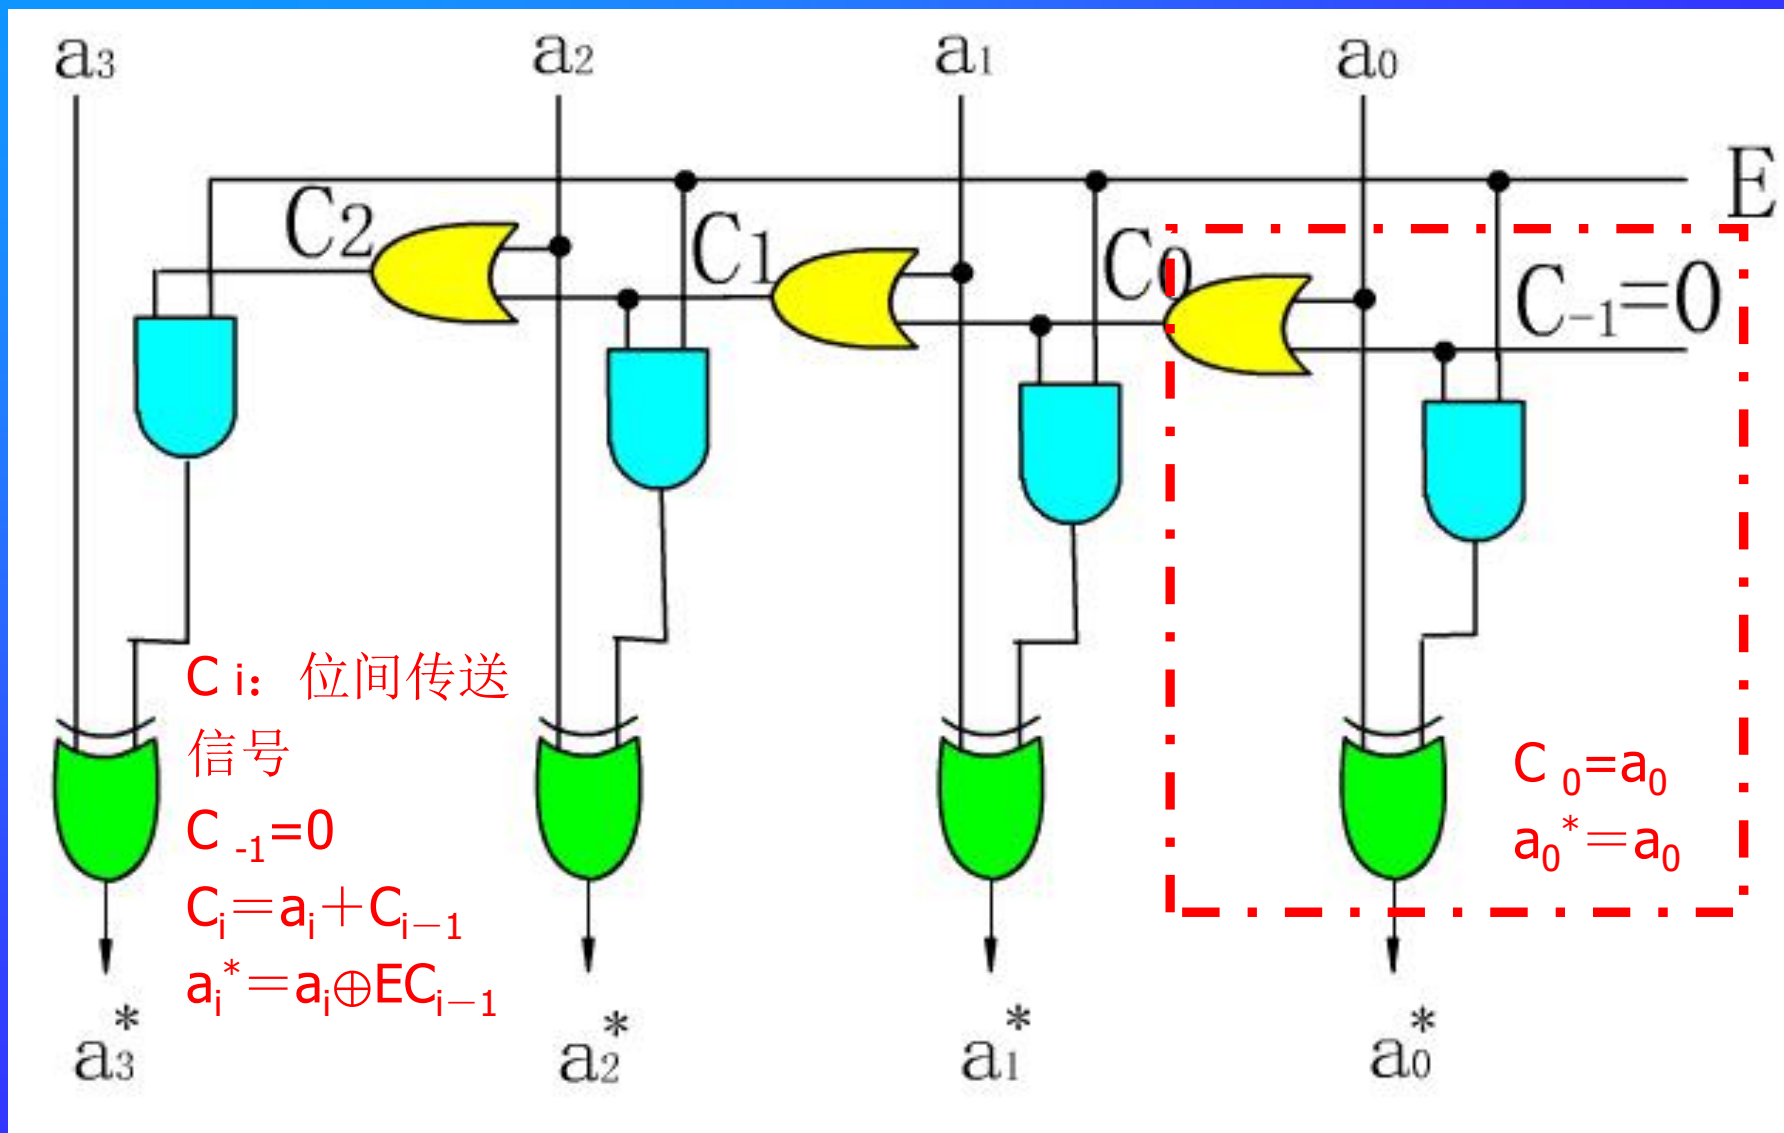 a₃ a₂ a₁ a₀
E
C₂ C₁ C₀ C₋₁=0
C i：位间传送
信号
C ₋₁=0
Cᵢ＝aᵢ＋Cᵢ₋₁
aᵢ*＝aᵢ⊕ECᵢ₋₁
C ₀=a₀
a₀*＝a₀
a₃* a₂* a₁* a₀*